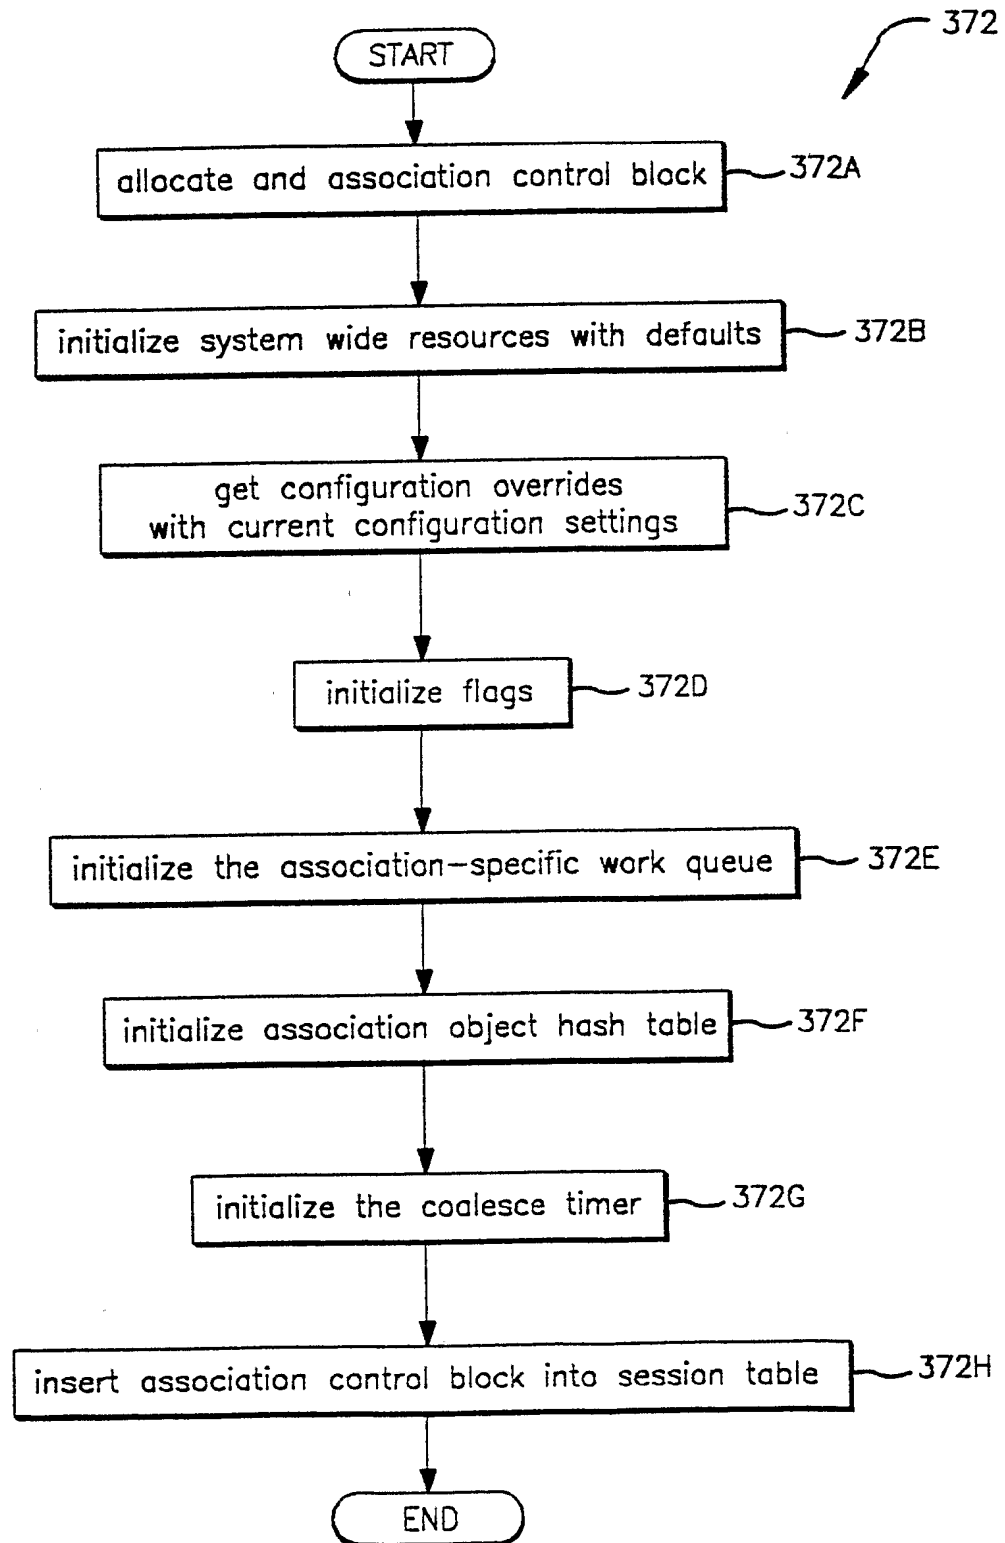 372
START
allocate and association control block
372A
initialize system wide resources with defaults
372B
get configuration overrides
with current configuration settings
372C
initialize flags
372D
initialize the association-specific work queue
372E
initialize association object hash table
372F
initialize the coalesce timer
372G
insert association control block into session table
372H
END